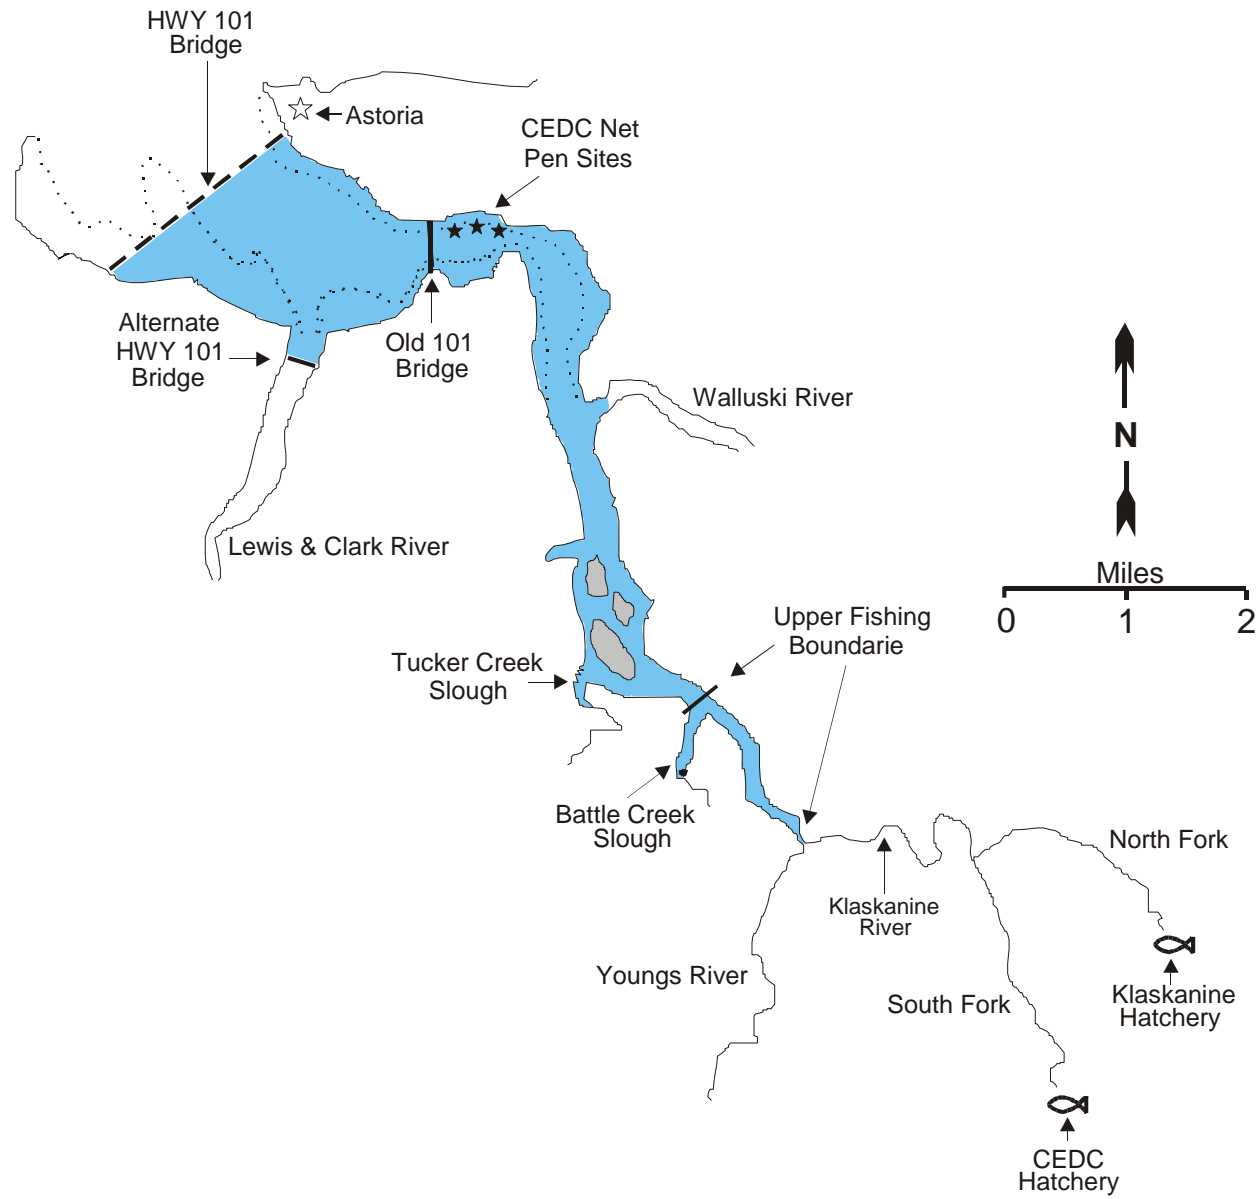 HWY 101
Bridge
Astoria
CEDC Net
Pen Sites
Alternate
HWY 101
Bridge
Old 101
Bridge
Walluski River
N
Lewis & Clark River
Miles
0 1 2
Upper Fishing
Boundarie
Tucker Creek
Slough
Battle Creek
Slough
North Fork
Klaskanine
River
Youngs River
South Fork
Klaskanine
Hatchery
CEDC
Hatchery